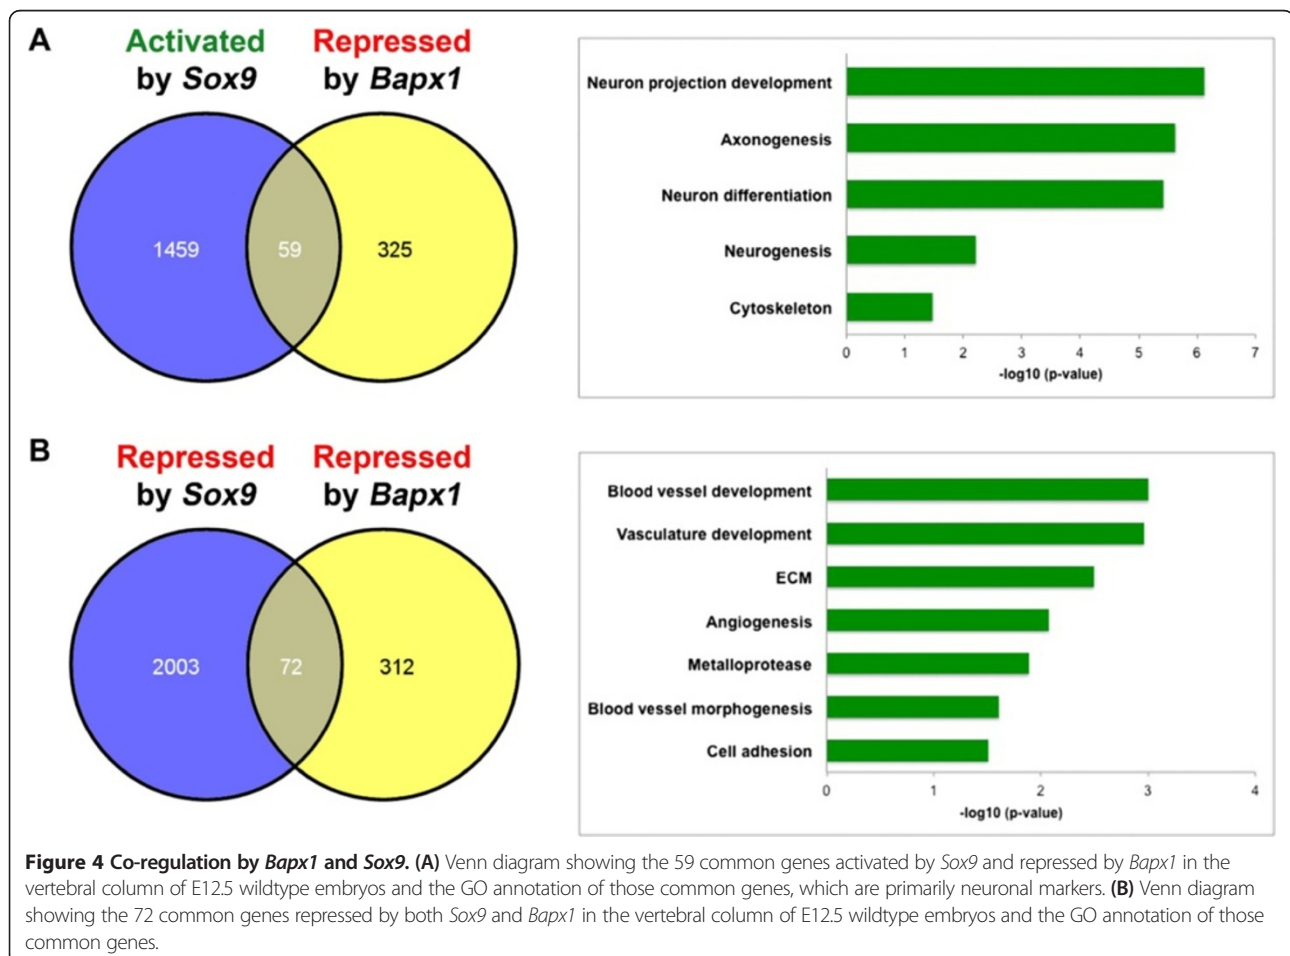 A
Activated
by Sox9
Repressed
by Bapx1
1459
59
325
Neuron projection development
Axonogenesis
Neuron differentiation
Neurogenesis
Cytoskeleton
0 1 2 3 4 5 6 7
-log10 (p-value)
B
Repressed
by Sox9
Repressed
by Bapx1
2003
72
312
Blood vessel development
Vasculature development
ECM
Angiogenesis
Metalloprotease
Blood vessel morphogenesis
Cell adhesion
0 1 2 3 4
-log10 (p-value)
Figure 4 Co-regulation by Bapx1 and Sox9. (A) Venn diagram showing the 59 common genes activated by Sox9 and repressed by Bapx1 in the
vertebral column of E12.5 wildtype embryos and the GO annotation of those common genes, which are primarily neuronal markers. (B) Venn diagram
showing the 72 common genes repressed by both Sox9 and Bapx1 in the vertebral column of E12.5 wildtype embryos and the GO annotation of those
common genes.